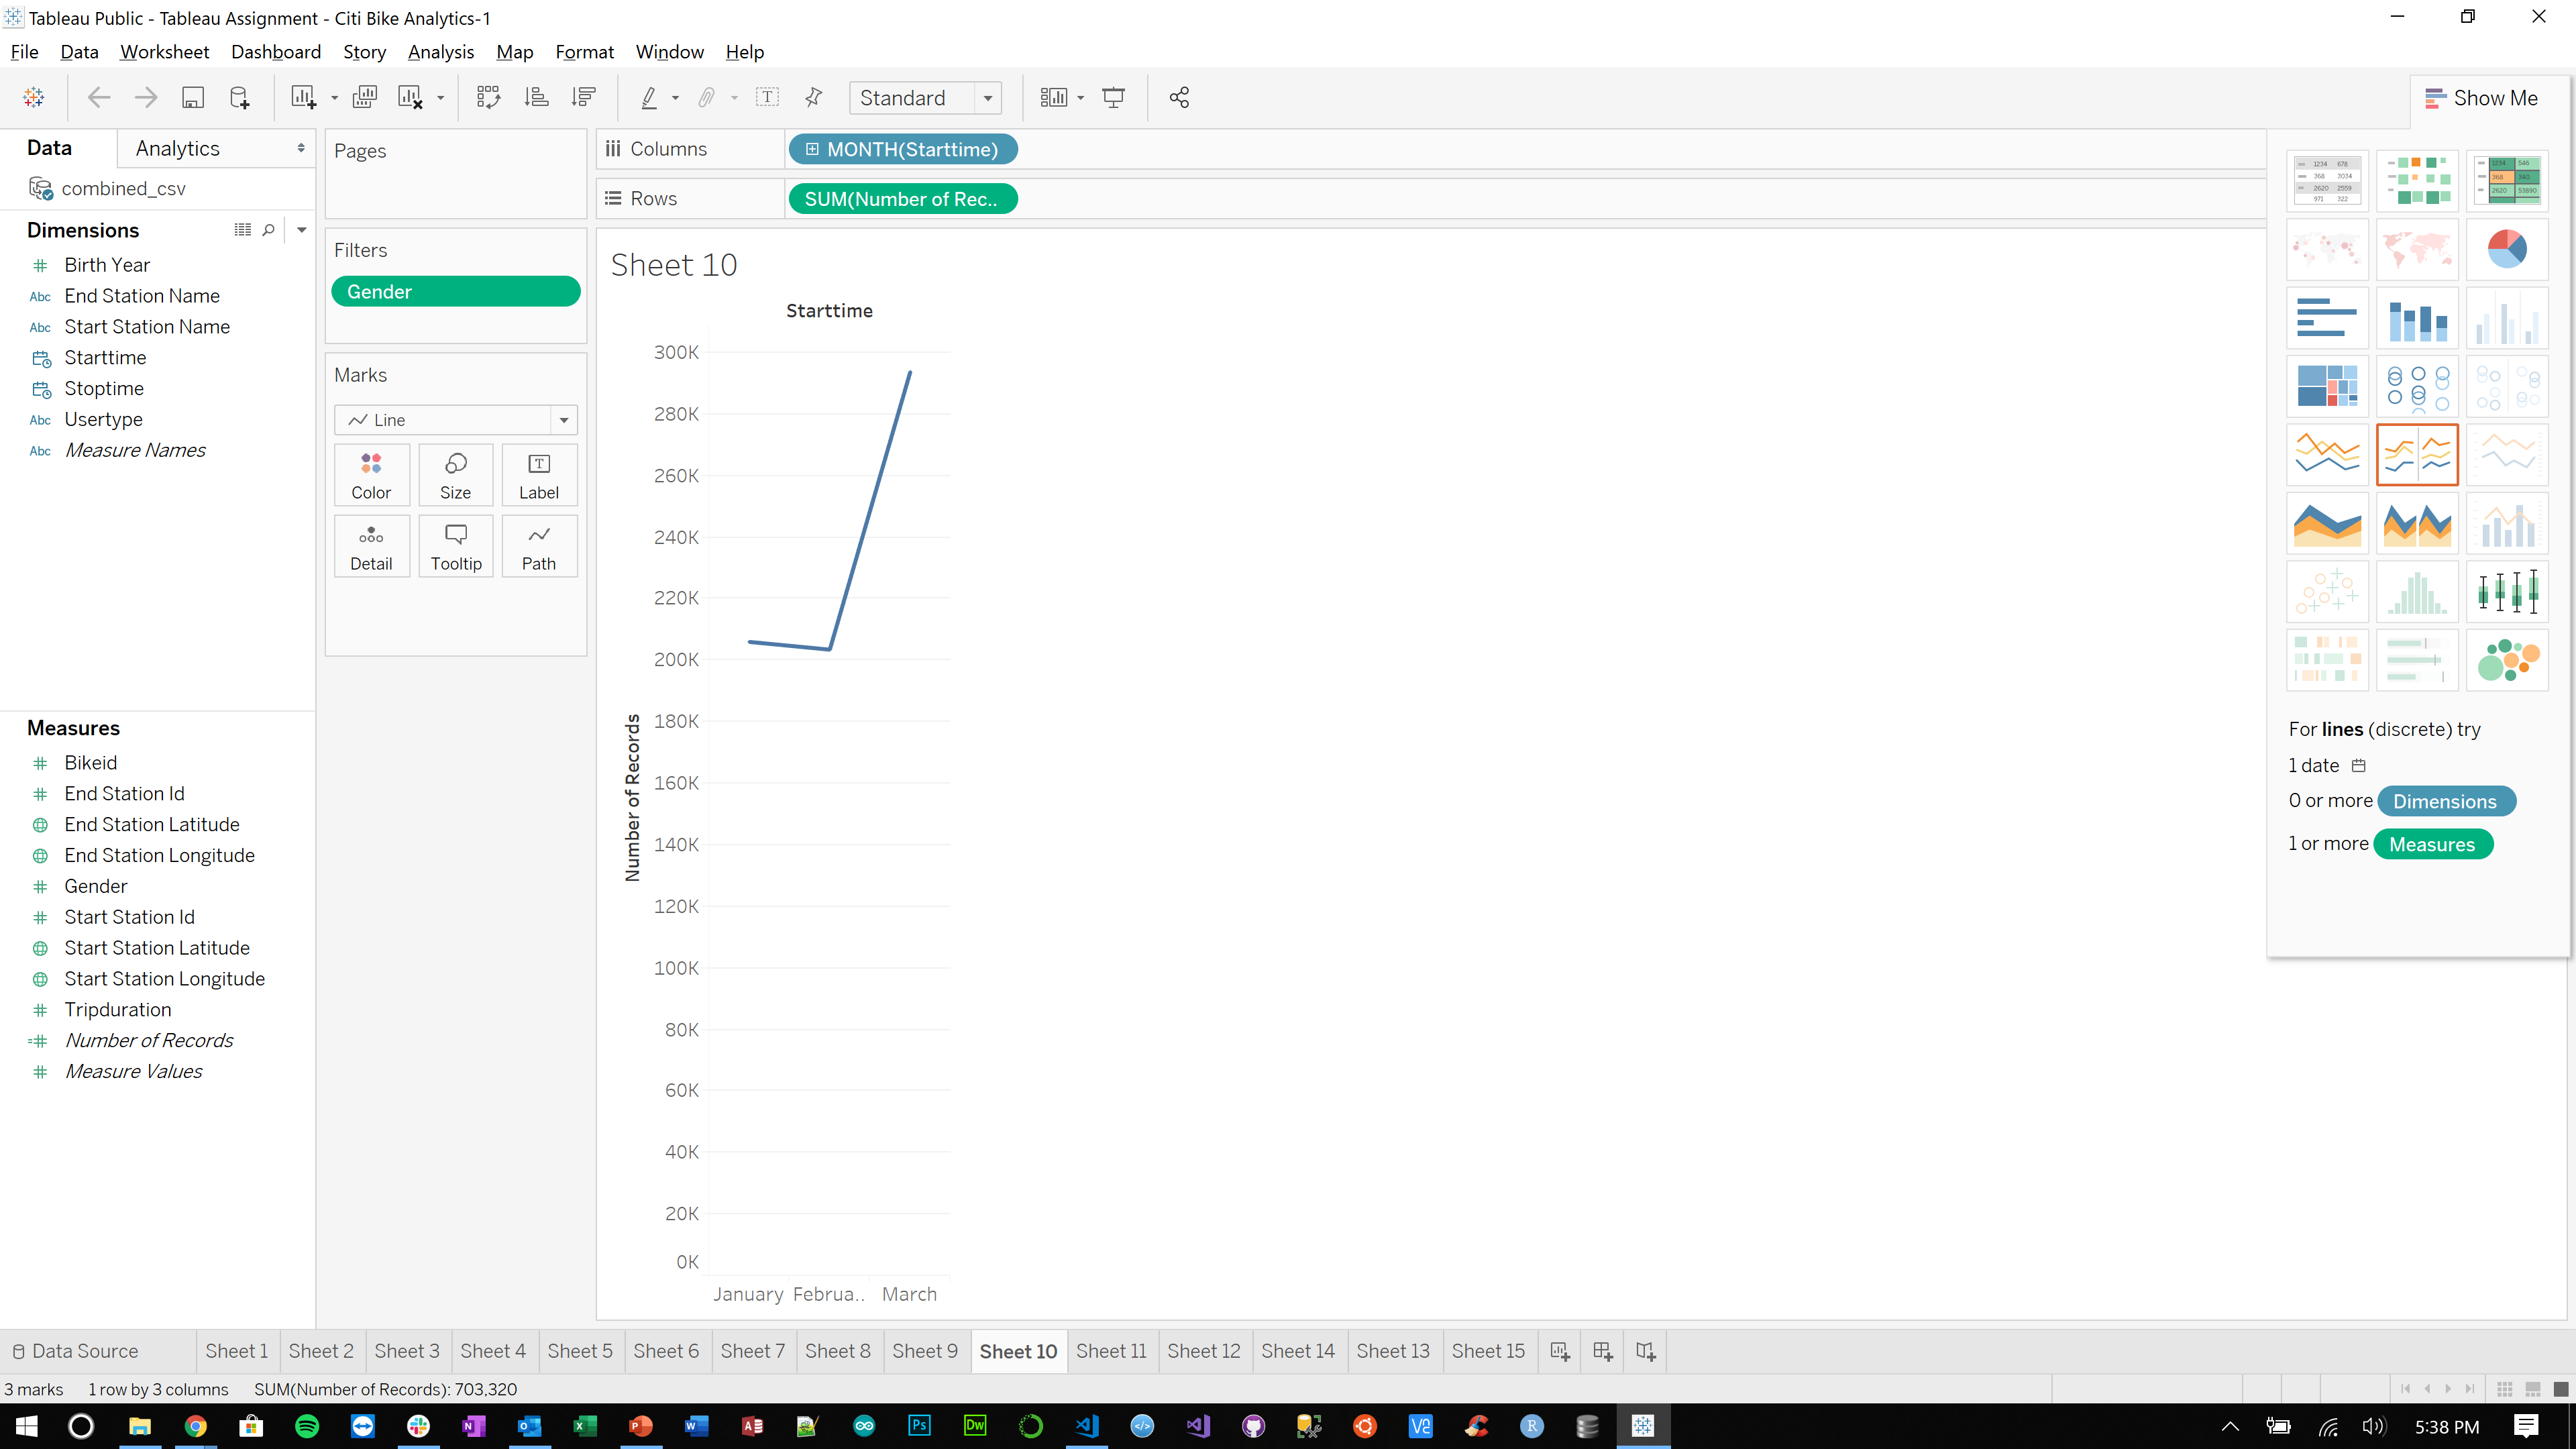 Tableau Public - Tableau Assignment - Citi Bike Analytics-1
File Data Worksheet Dashboard Story Analysis Map Format Window Help
Standard
Show Me
Data Analytics
combined_csv
Dimensions
Birth Year
Abc End Station Name
Abc Start Station Name
Starttime
Stoptime
Abc Usertype
Abc Measure Names
Measures
Bikeid
End Station Id
End Station Latitude
End Station Longitude
Gender
Start Station Id
Start Station Latitude
Start Station Longitude
Tripduration
Number of Records
Measure Values
Pages
Filters
Gender
Marks
Line
Color Size Label
Detail Tooltip Path
Columns MONTH(Starttime)
Rows SUM(Number of Rec..
Sheet 10
Starttime
Number of Records
300K
280K
260K
240K
220K
200K
180K
160K
140K
120K
100K
80K
60K
40K
20K
0K
January Februa.. March
For lines (discrete) try
1 date
0 or more Dimensions
1 or more Measures
Data Source Sheet 1 Sheet 2 Sheet 3 Sheet 4 Sheet 5 Sheet 6 Sheet 7 Sheet 8 Sheet 9 Sheet 10 Sheet 11 Sheet 12 Sheet 14 Sheet 13 Sheet 15
3 marks 1 row by 3 columns SUM(Number of Records): 703,320
5:38 PM